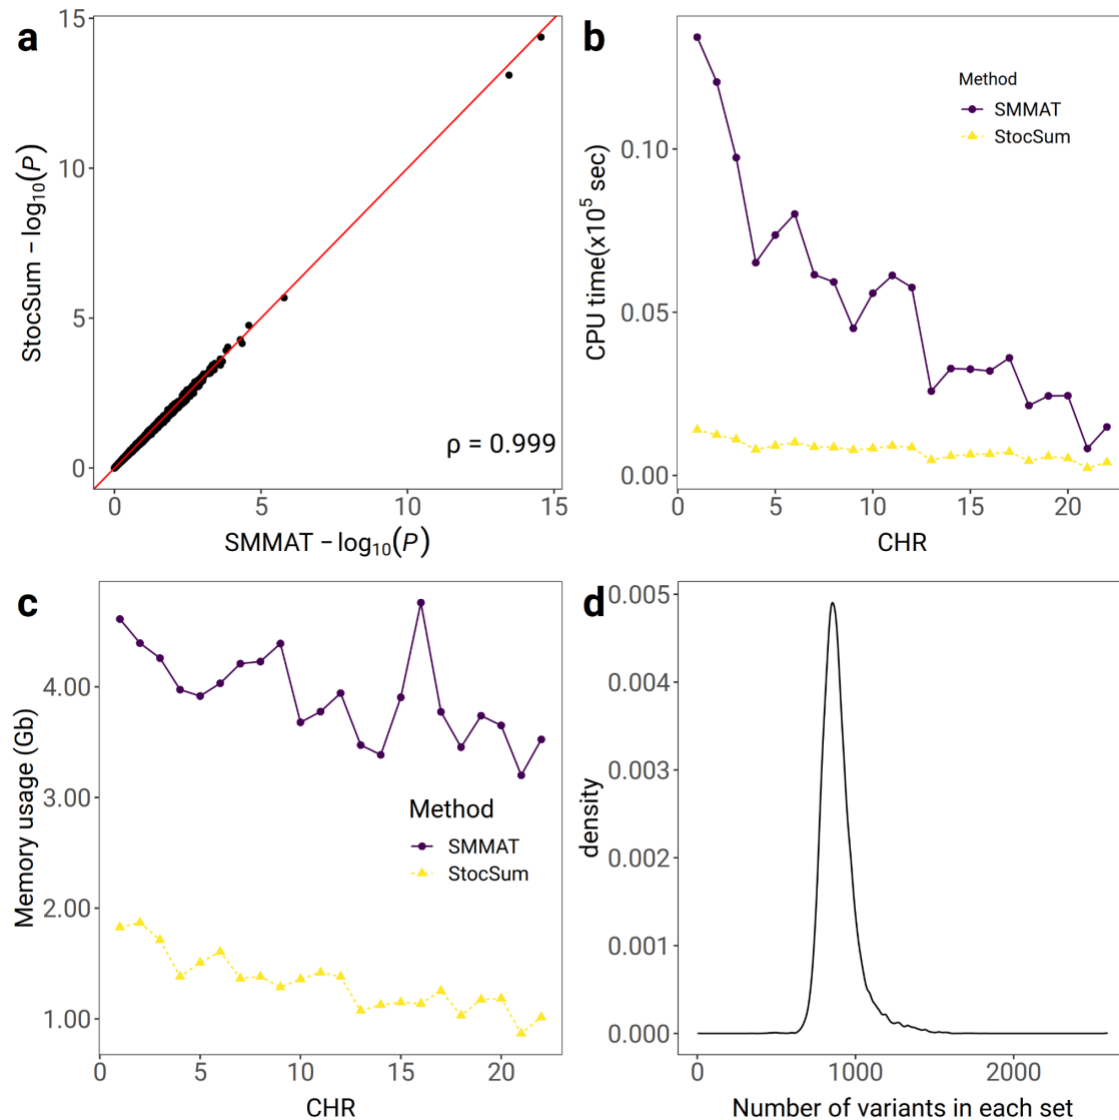 a
StocSum − log₁₀(P)
15
10
5
0
ρ = 0.999
0 5 10 15
SMMAT − log₁₀(P)
b
CPU time(x10⁵ sec)
0.10
0.05
0.00
Method
SMMAT
StocSum
0 5 10 15 20
CHR
c
Memory usage (Gb)
4.00
3.00
2.00
1.00
Method
SMMAT
StocSum
0 5 10 15 20
CHR
d
density
0.005
0.004
0.003
0.002
0.001
0.000
0 1000 2000
Number of variants in each set